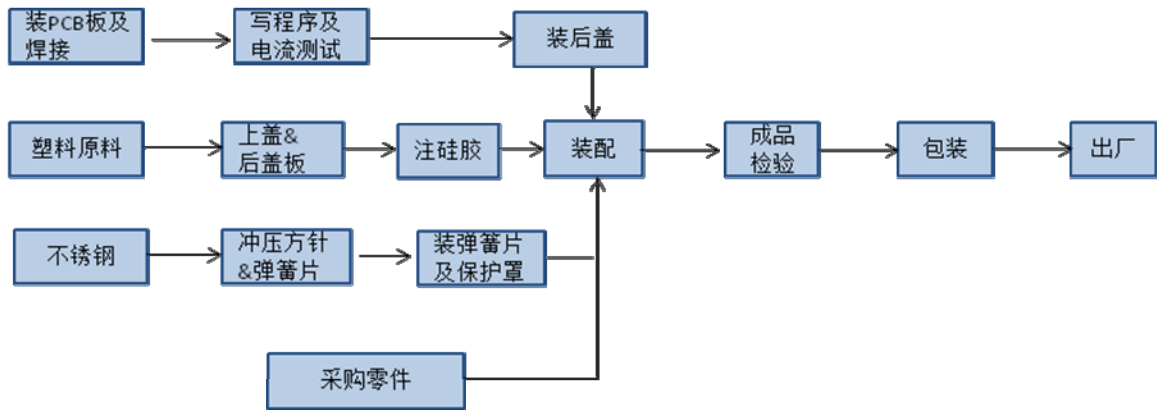 装PCB板及
焊接
写程序及
电流测试
装后盖
塑料原料
上盖&
后盖板
注硅胶
装配
成品
检验
包装
出厂
不锈钢
冲压方针
&弹簧片
装弹簧片
及保护罩
采购零件